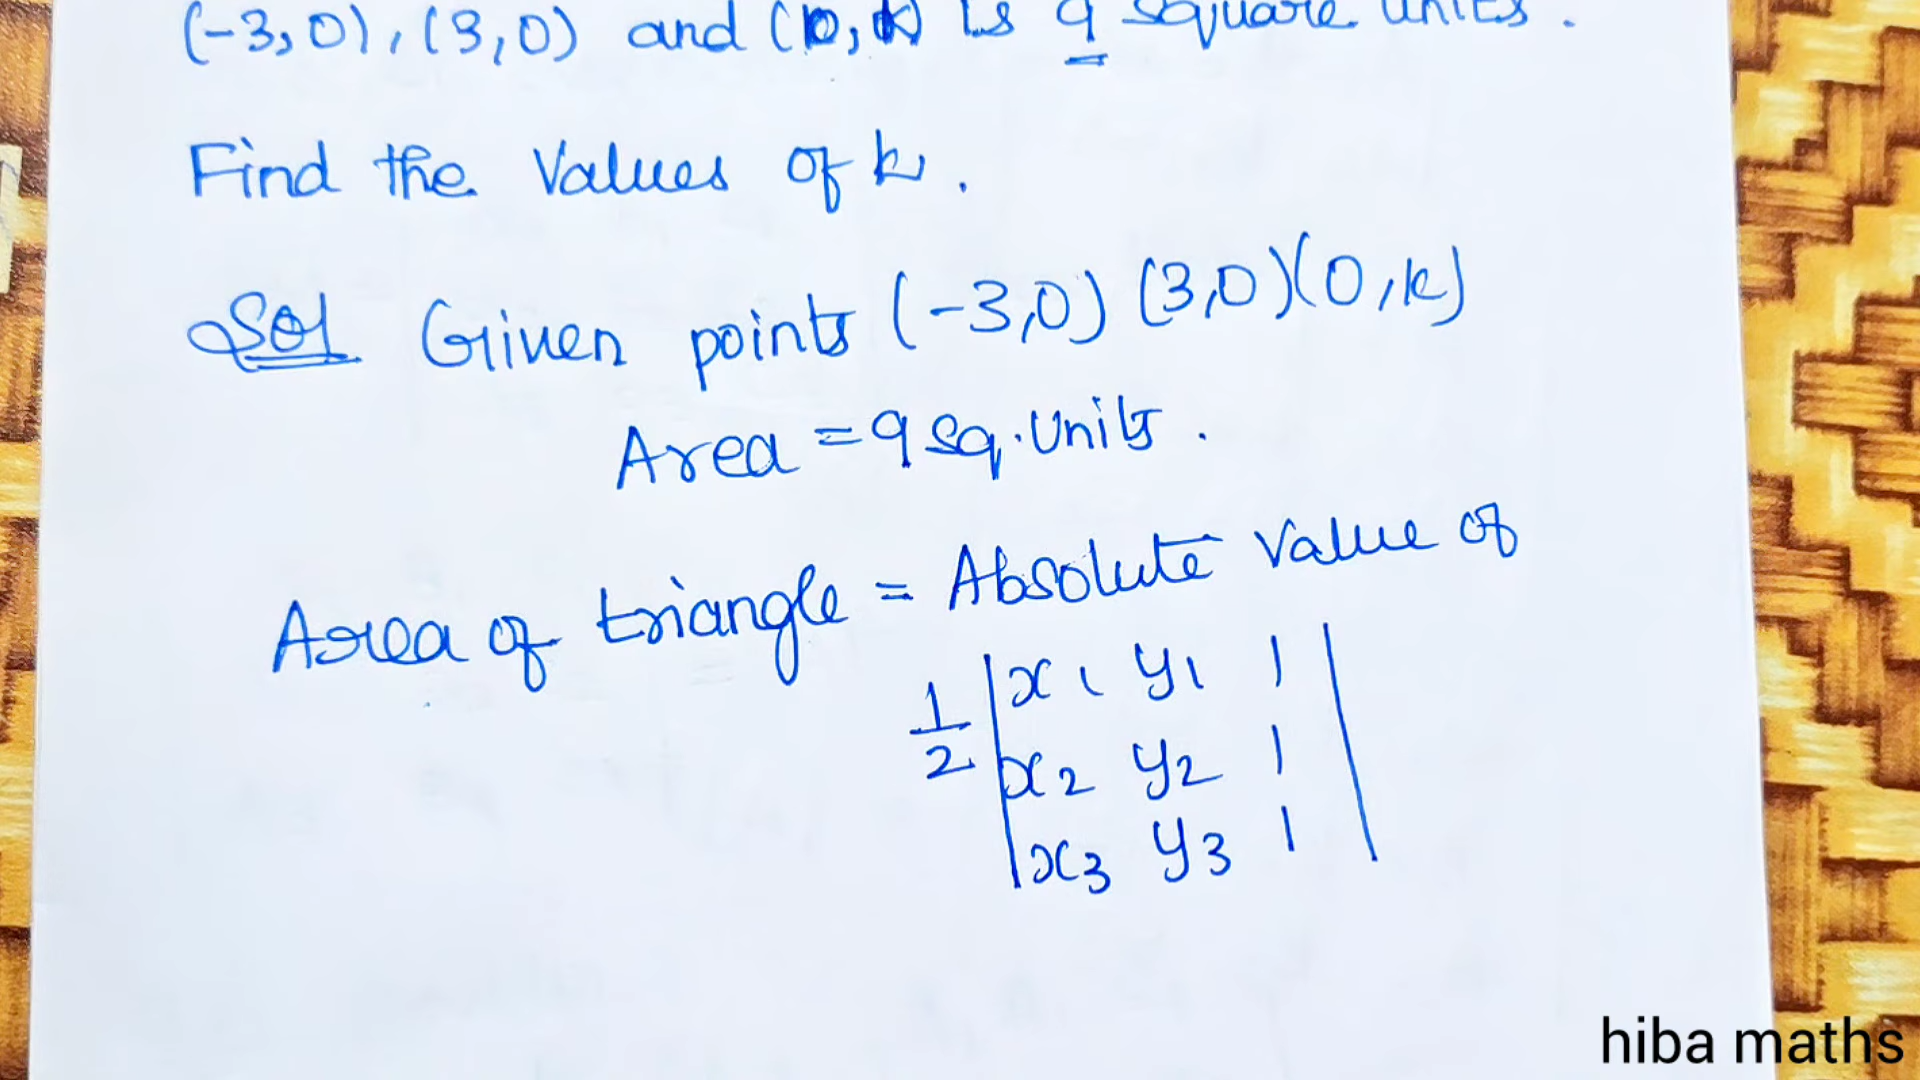 (-3,0), (3,0) and (0,k) is 9 square units.
Find the values of k.
Sol Given points (-3,0) (3,0)(0,k)
Area = 9 sq. units.
Area of triangle = Absolute value of
1/2 | x1 y1 1 |
| x2 y2 1 |
| x3 y3 1 |
hiba maths